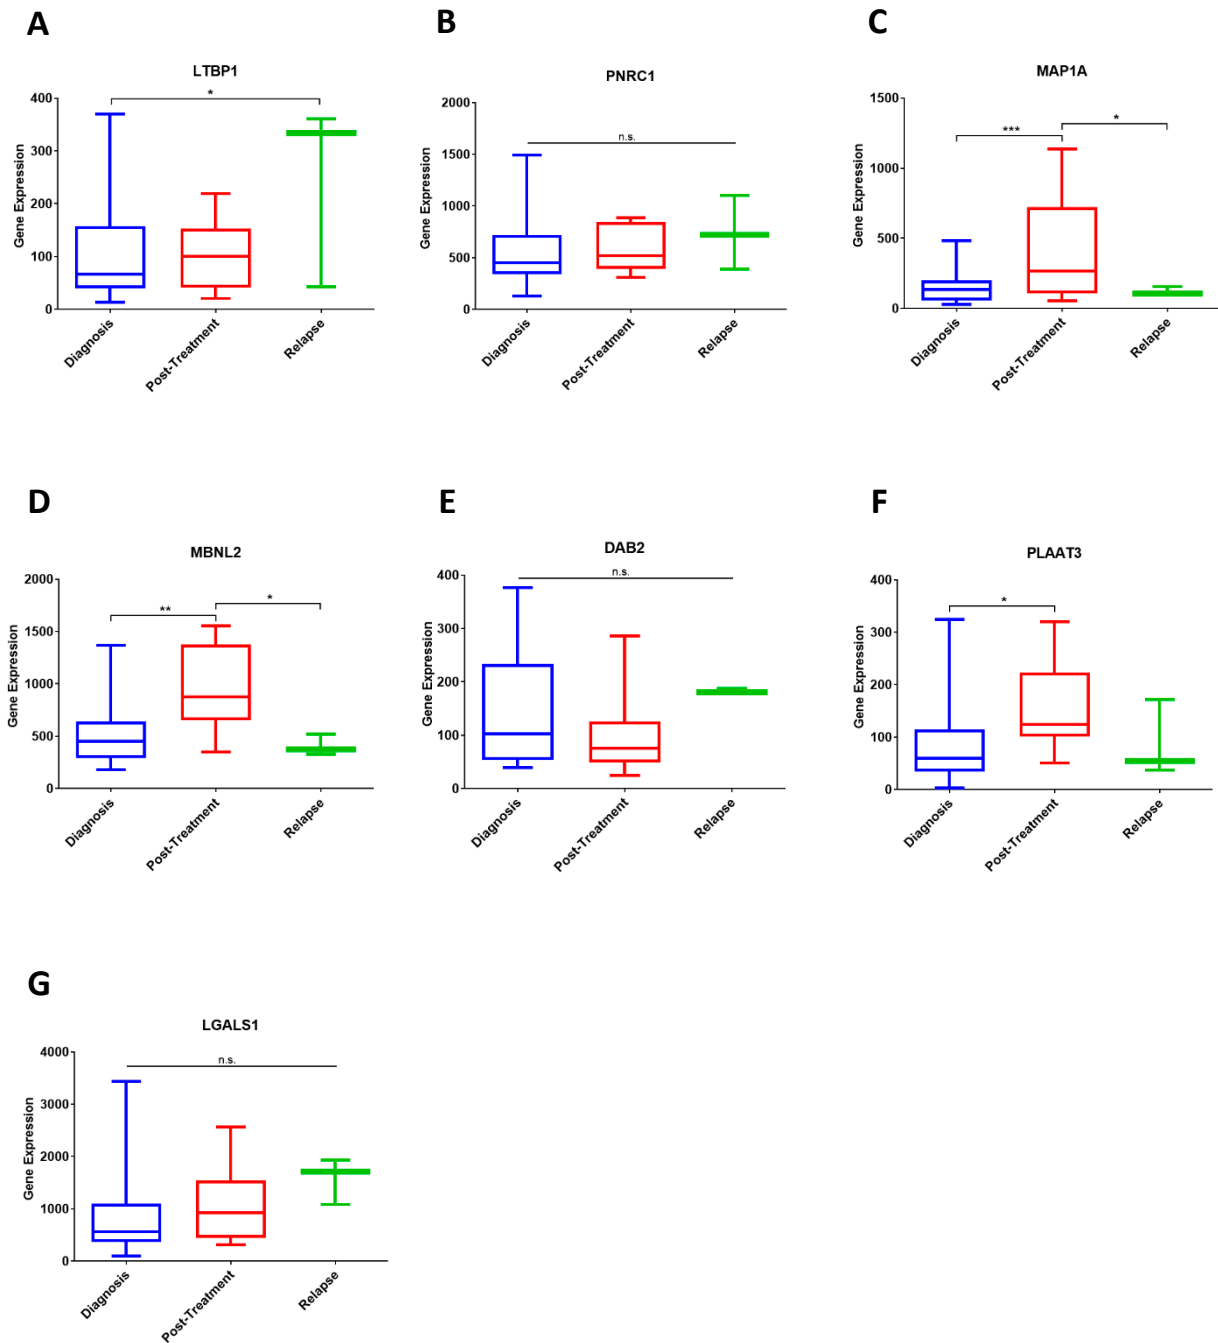 A
LTBP1
400
300
200
100
0
Gene Expression
*
Diagnosis
Post-Treatment
Relapse
B
PNRC1
2000
1500
1000
500
0
Gene Expression
n.s.
Diagnosis
Post-Treatment
Relapse
C
MAP1A
1500
1000
500
0
Gene Expression
***
*
Diagnosis
Post-Treatment
Relapse
D
MBNL2
2000
1500
1000
500
0
Gene Expression
**
*
Diagnosis
Post-Treatment
Relapse
E
DAB2
400
300
200
100
0
Gene Expression
n.s.
Diagnosis
Post-Treatment
Relapse
F
PLAAT3
400
300
200
100
0
Gene Expression
*
Diagnosis
Post-Treatment
Relapse
G
LGALS1
4000
3000
2000
1000
0
Gene Expression
n.s.
Diagnosis
Post-Treatment
Relapse